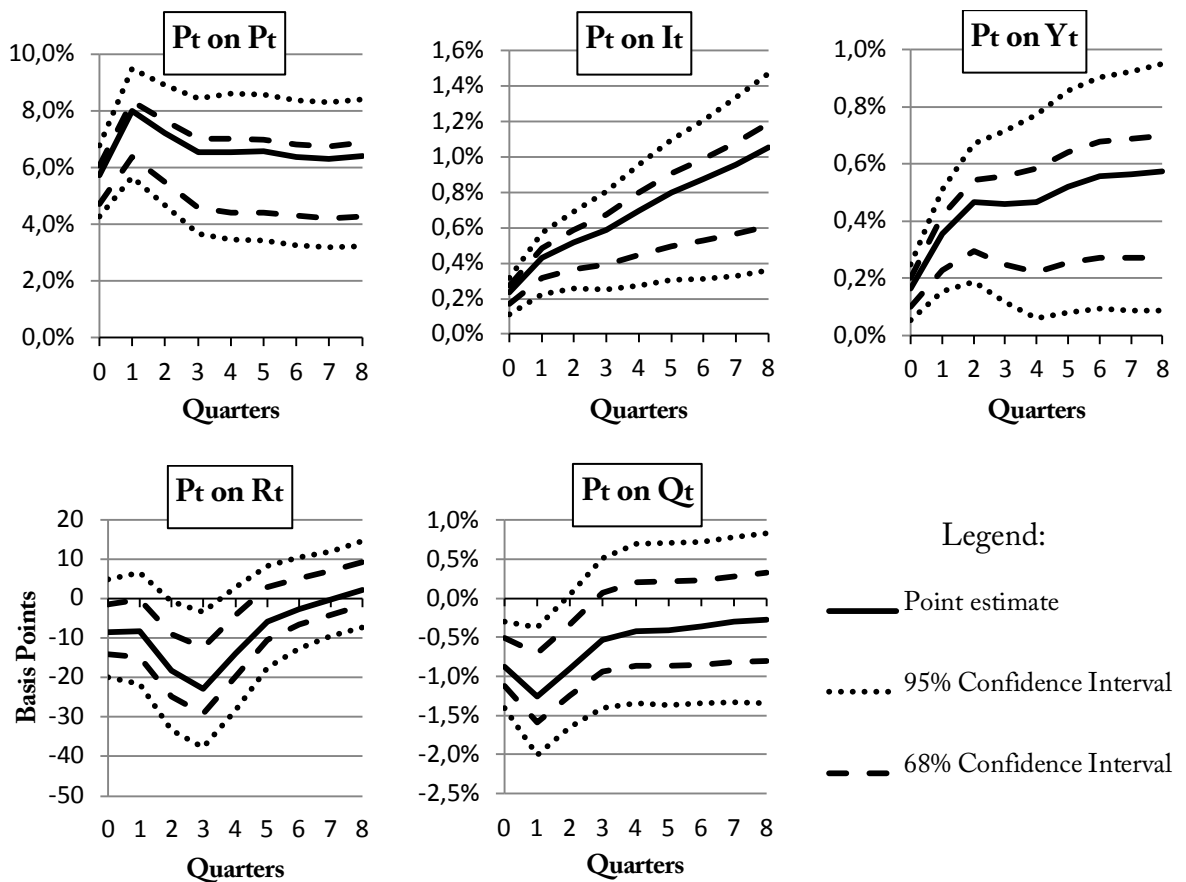 Pt on Pt
10,0%
8,0%
6,0%
4,0%
2,0%
0,0%
0 1 2 3 4 5 6 7 8
Quarters
Pt on It
1,6%
1,4%
1,2%
1,0%
0,8%
0,6%
0,4%
0,2%
0,0%
0 1 2 3 4 5 6 7 8
Quarters
Pt on Yt
1,0%
0,8%
0,6%
0,4%
0,2%
0,0%
0 1 2 3 4 5 6 7 8
Quarters
Pt on Rt
Basis Points
20
10
0
-10
-20
-30
-40
-50
0 1 2 3 4 5 6 7 8
Quarters
Pt on Qt
1,0%
0,5%
0,0%
-0,5%
-1,0%
-1,5%
-2,0%
-2,5%
0 1 2 3 4 5 6 7 8
Quarters
Legend:
Point estimate
95% Confidence Interval
68% Confidence Interval